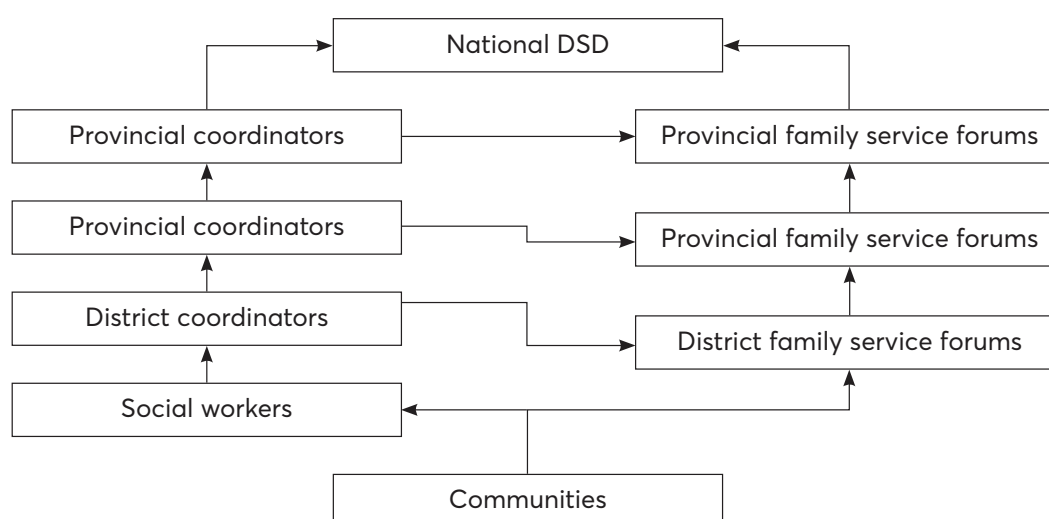 National DSD
Provincial coordinators
Provincial family service forums
Provincial coordinators
Provincial family service forums
District coordinators
District family service forums
Social workers
Communities